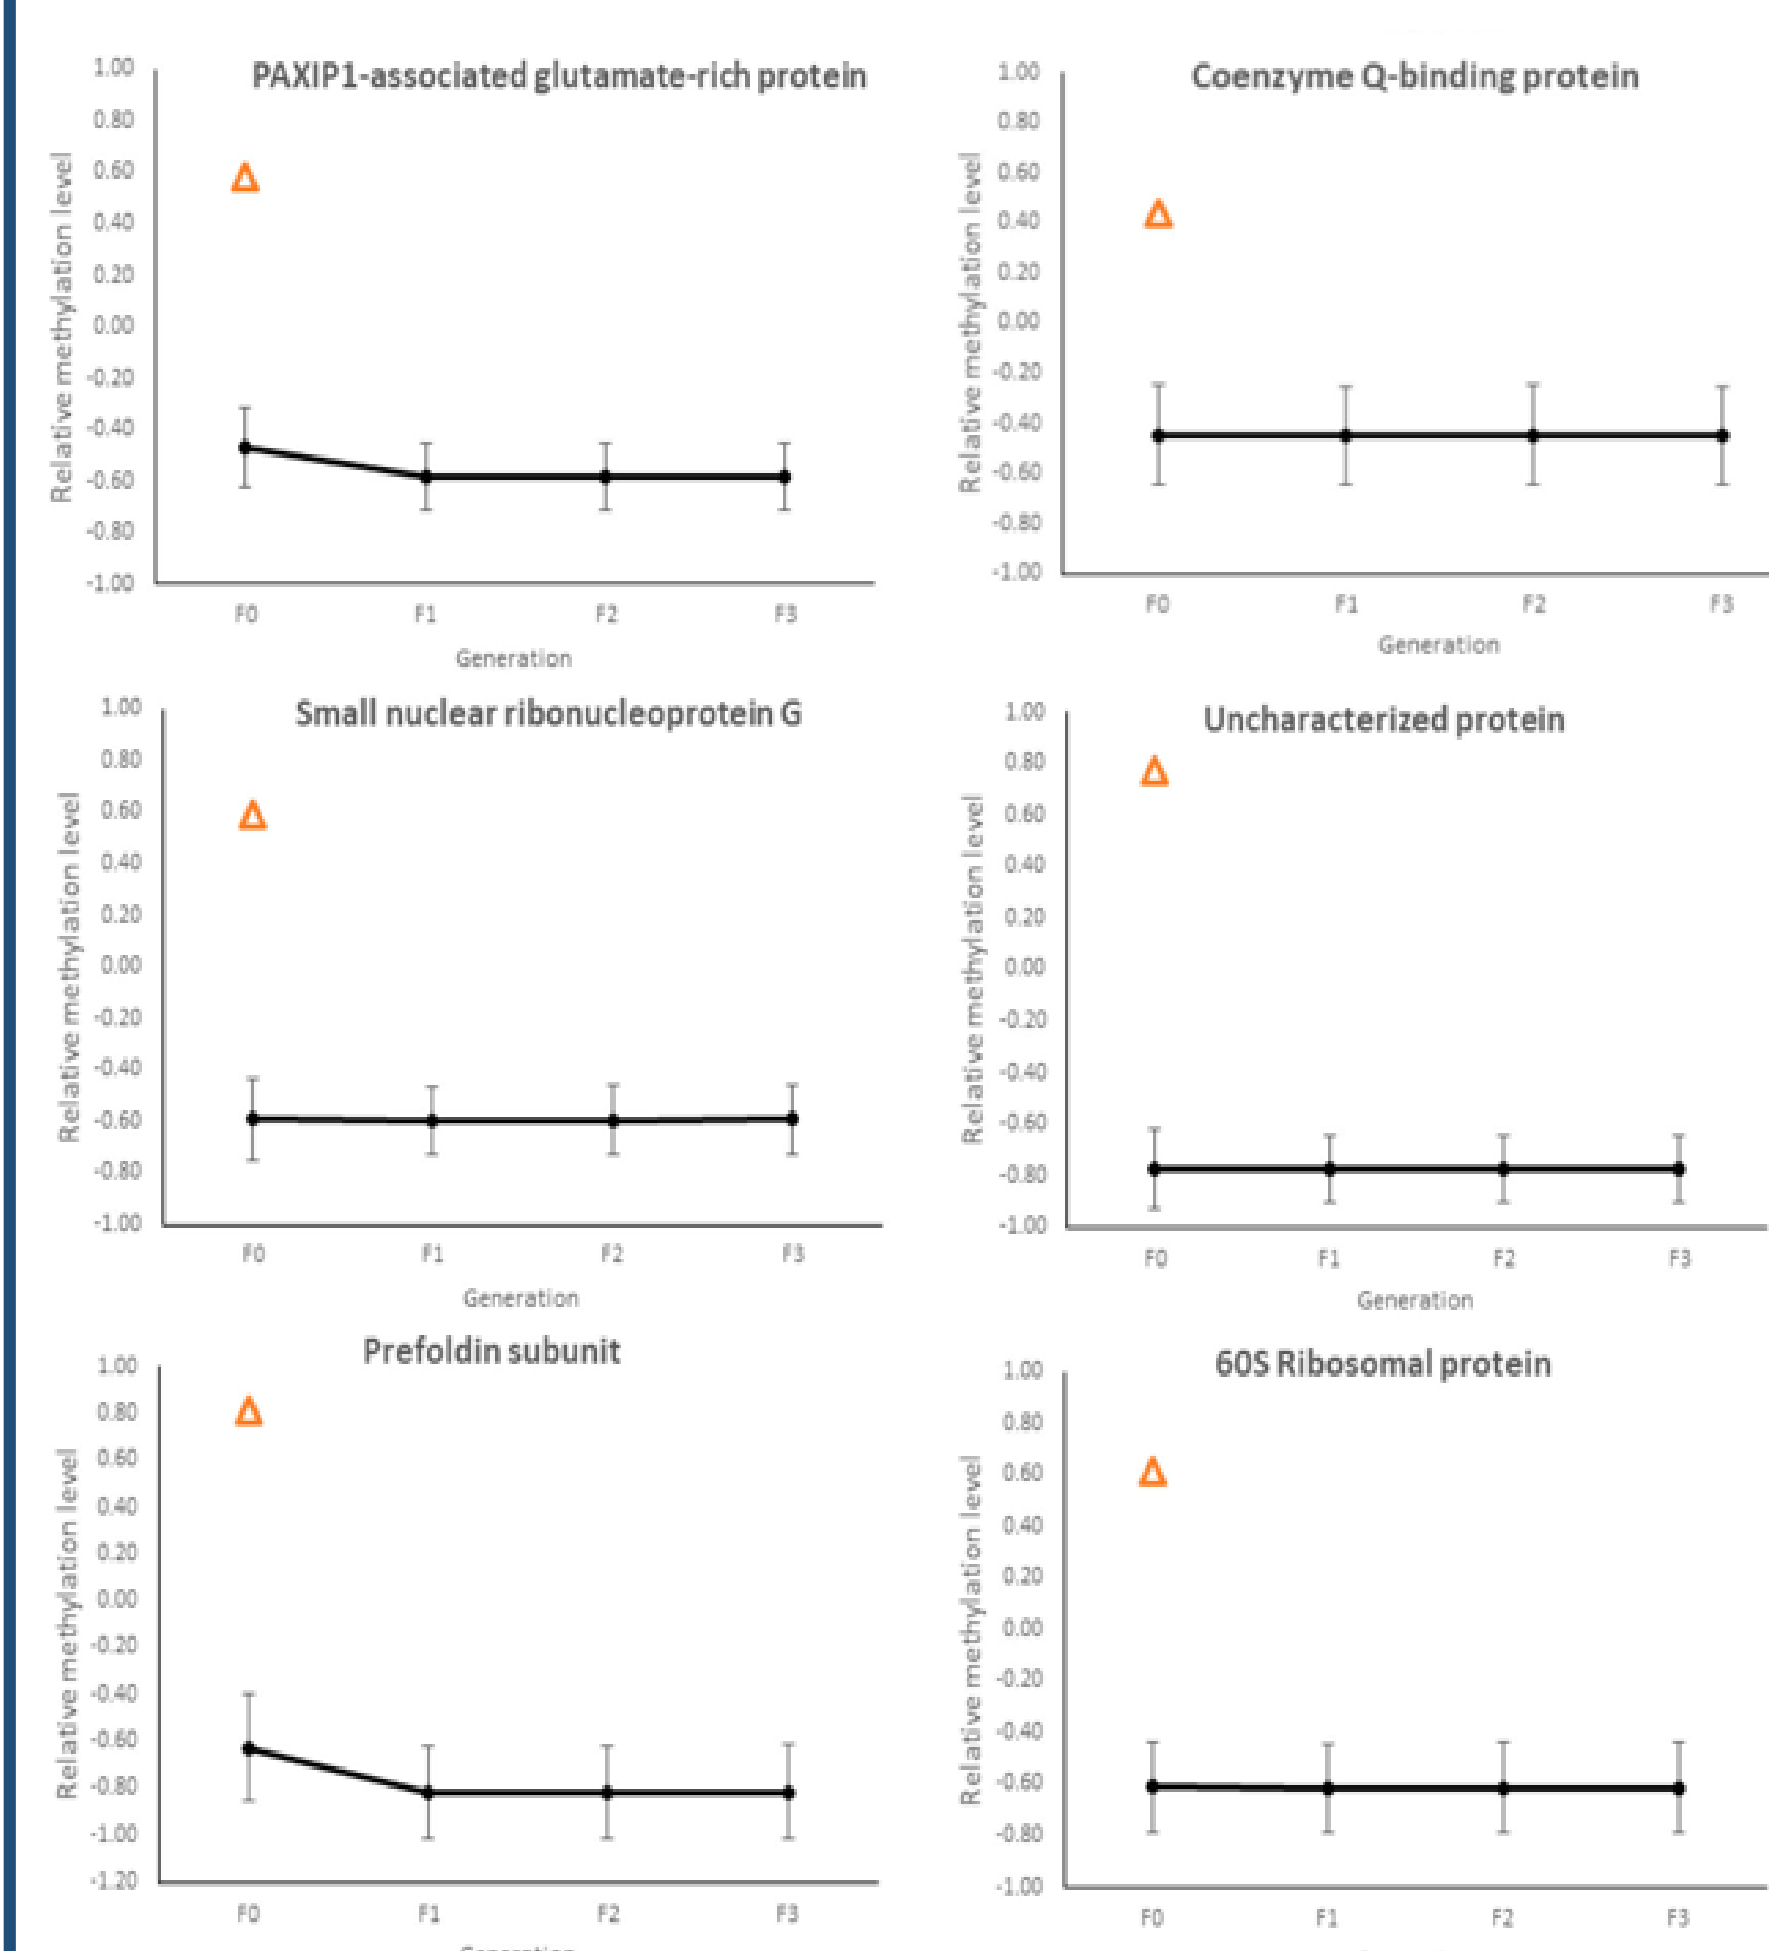 PAXIP1-associated glutamate-rich protein
1.00
0.80
0.60
0.40
0.20
0.00
-0.20
-0.40
-0.60
-0.80
-1.00
Relative methylation level
F0 F1 F2 F3
Generation
Coenzyme Q-binding protein
1.00
0.80
0.60
0.40
0.20
0.00
-0.20
-0.40
-0.60
-0.80
-1.00
Relative methylation level
F0 F1 F2 F3
Generation
Small nuclear ribonucleoprotein G
1.00
0.80
0.60
0.40
0.20
0.00
-0.20
-0.40
-0.60
-0.80
-1.00
Relative methylation level
F0 F1 F2 F3
Generation
Uncharacterized protein
1.00
0.80
0.60
0.40
0.20
0.00
-0.20
-0.40
-0.60
-0.80
-1.00
Relative methylation level
F0 F1 F2 F3
Generation
Prefoldin subunit
1.00
0.80
0.60
0.40
0.20
0.00
-0.20
-0.40
-0.60
-0.80
-1.00
-1.20
Relative methylation level
F0 F1 F2 F3
Generation
60S Ribosomal protein
1.00
0.80
0.60
0.40
0.20
0.00
-0.20
-0.40
-0.60
-0.80
-1.00
Relative methylation level
F0 F1 F2 F3